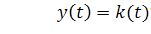 y(t) = k(t)